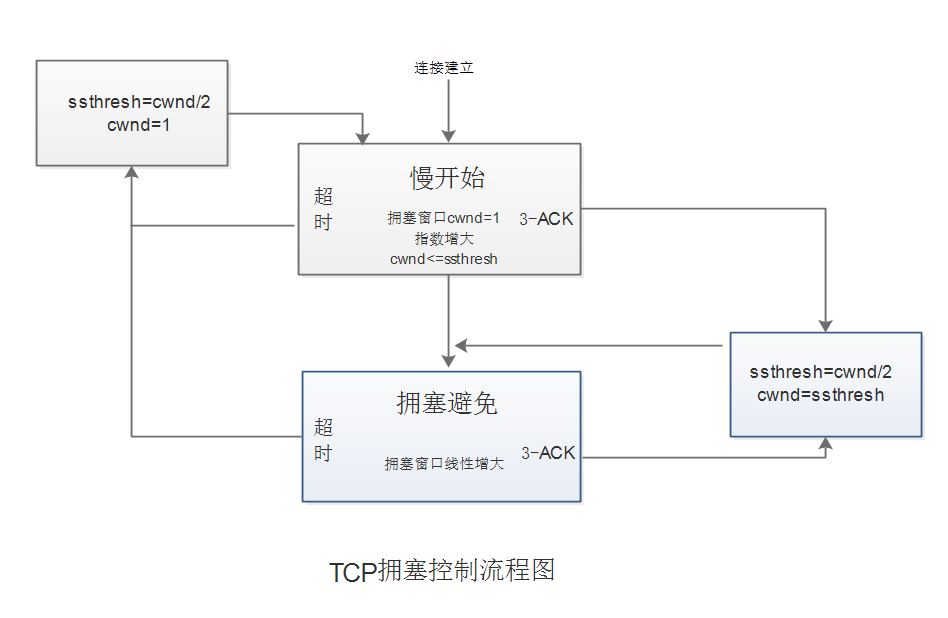 连接建立
ssthresh=cwnd/2
cwnd=1
慢开始
超
时
拥塞窗口cwnd=1
指数增大
cwnd<=ssthresh
3-ACK
ssthresh=cwnd/2
cwnd=ssthresh
拥塞避免
超
时
拥塞窗口线性增大
3-ACK
TCP拥塞控制流程图